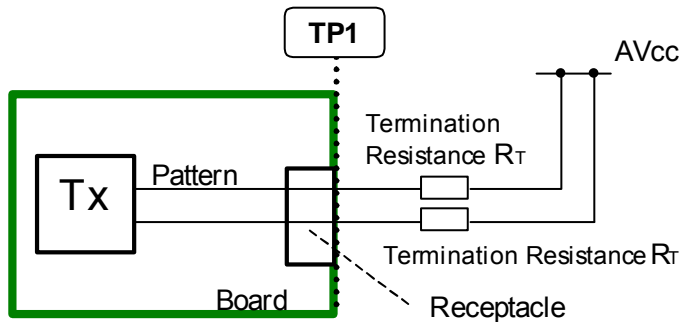 TP1
AVcc
Termination
Resistance RT
Tx
Pattern
Termination Resistance RT
Board
Receptacle